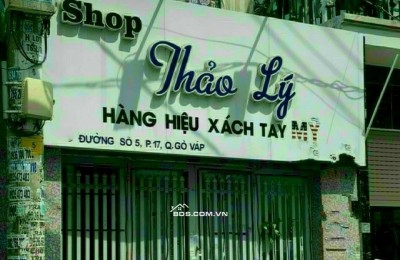 Shop
Thảo Lý
HÀNG HIỆU XÁCH TAY MỸ
ĐƯỜNG SỐ 5, P.17, Q.GÒ VẤP
BDS.COM.VN